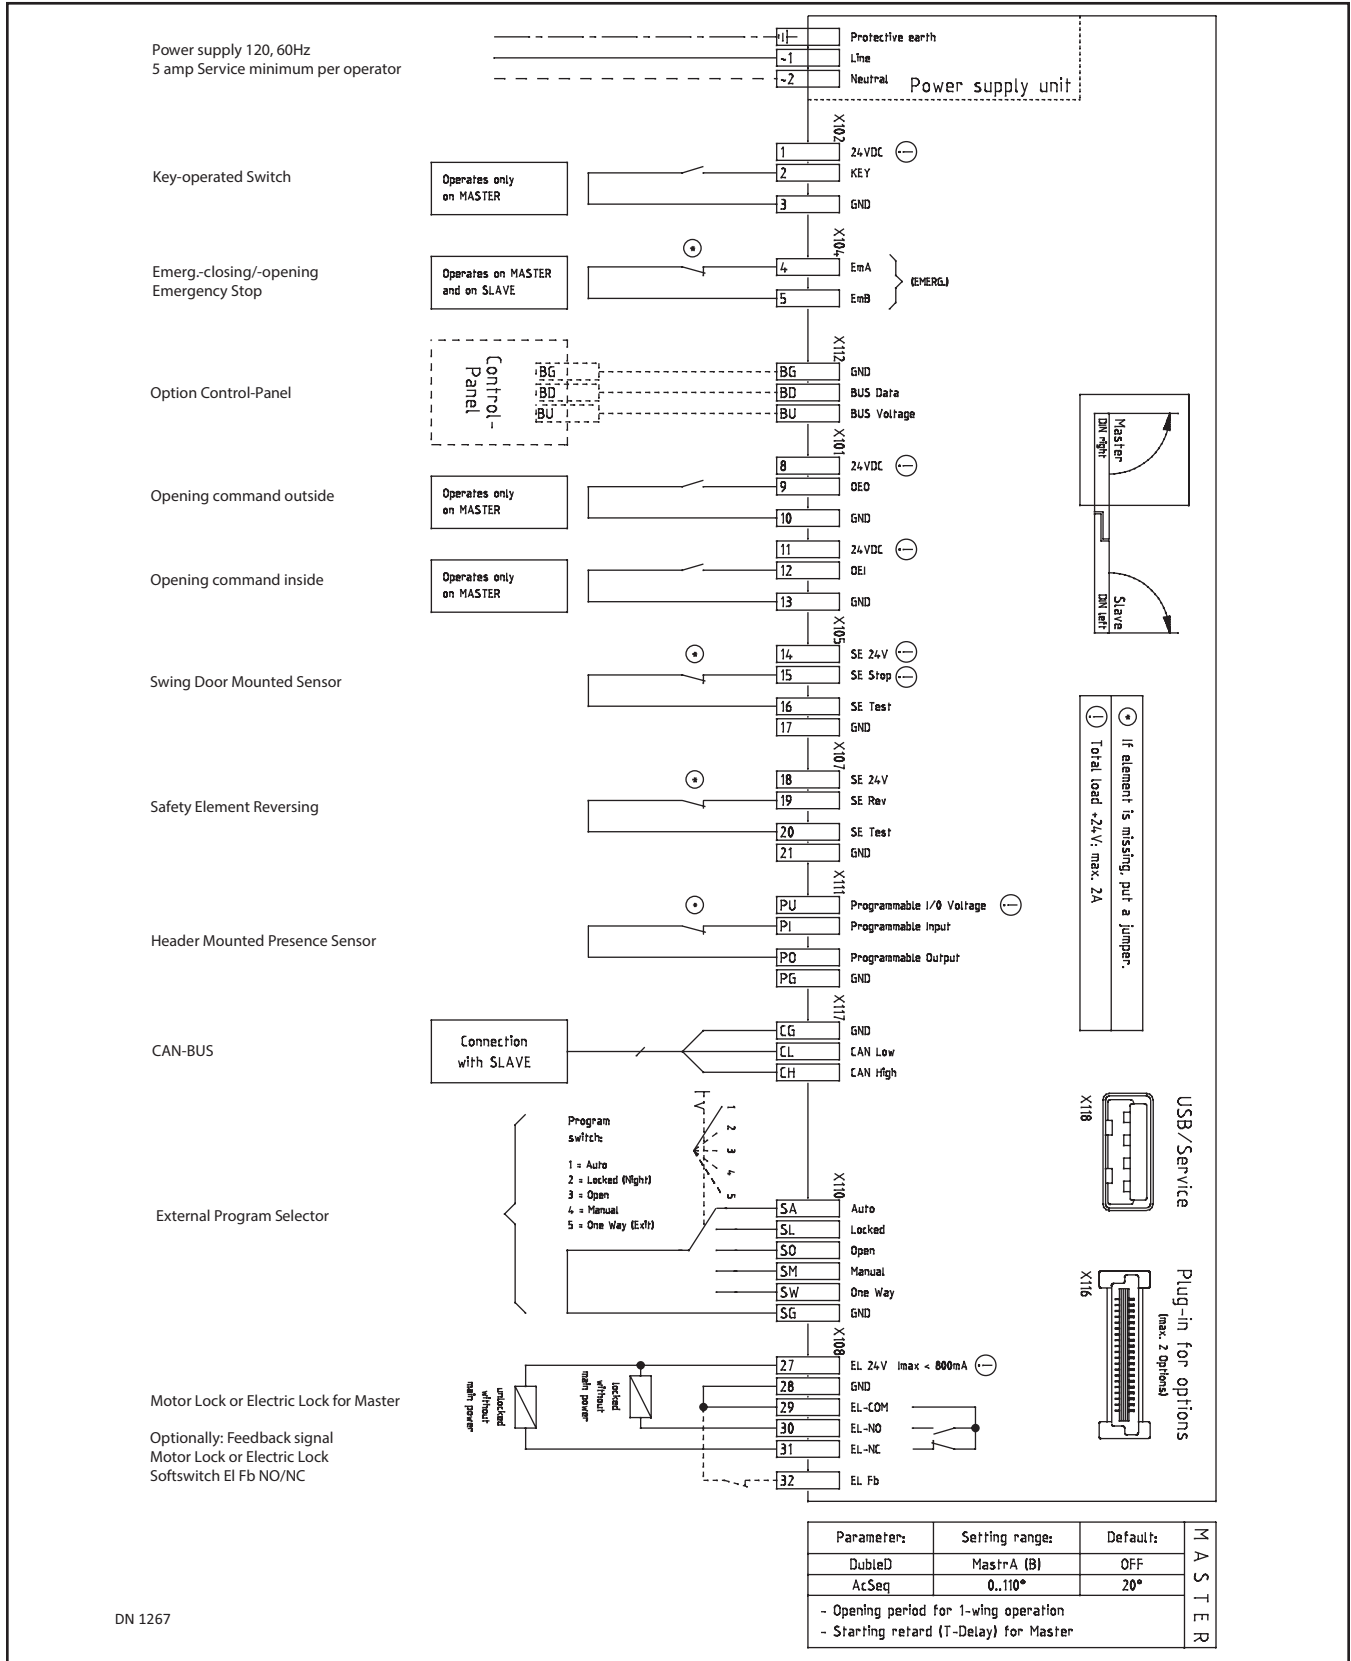 Power supply 120, 60Hz
5 amp Service minimum per operator
Protective earth
~1 Line
~2 Neutral
Power supply unit
X102
Key-operated Switch
Operates only
on MASTER
1 24VDC
2 KEY
3 GND
X104
Emerg.-closing/-opening
Emergency Stop
Operates on MASTER
and on SLAVE
4 EmA
5 EmB
(EMERG.)
X112
Option Control-Panel
Control-
Panel
BG BG GND
BD BD BUS Data
BU BU BUS Voltage
X101
Opening command outside
Operates only
on MASTER
8 24VDC
9 OEO
10 GND
Opening command inside
Operates only
on MASTER
11 24VDC
12 OEI
13 GND
Master
DIN right
Slave
DIN left
X105
Swing Door Mounted Sensor
14 SE 24V
15 SE Stop
16 SE Test
17 GND
X107
Safety Element Reversing
18 SE 24V
19 SE Rev
20 SE Test
21 GND
* If element is missing, put a jumper.
! Total load +24V: max. 2A
X111
Header Mounted Presence Sensor
PU Programmable I/O Voltage
PI Programmable Input
PO Programmable Output
PG GND
X117
CAN-BUS
Connection
with SLAVE
CG GND
CL CAN Low
CH CAN High
X118
USB/Service
External Program Selector
Program
switch:
1 = Auto
2 = Locked (Night)
3 = Open
4 = Manual
5 = One Way (Exit)
1
2
3
4
5
X110
SA Auto
SL Locked
SO Open
SM Manual
SW One Way
SG GND
X116
Plug-in for options
(max. 2 Options)
X108
Motor Lock or Electric Lock for Master
Optionally: Feedback signal
Motor Lock or Electric Lock
Softswitch El Fb NO/NC
unlocked
without
main power
locked
without
main power
27 EL 24V Imax < 800mA
28 GND
29 EL-COM
30 EL-NO
31 EL-NC
32 EL Fb
Parameter: Setting range: Default:
DubleD MastrA (B) OFF
AcSeq 0..110° 20°
- Opening period for 1-wing operation
- Starting retard (T-Delay) for Master
MASTER
DN 1267